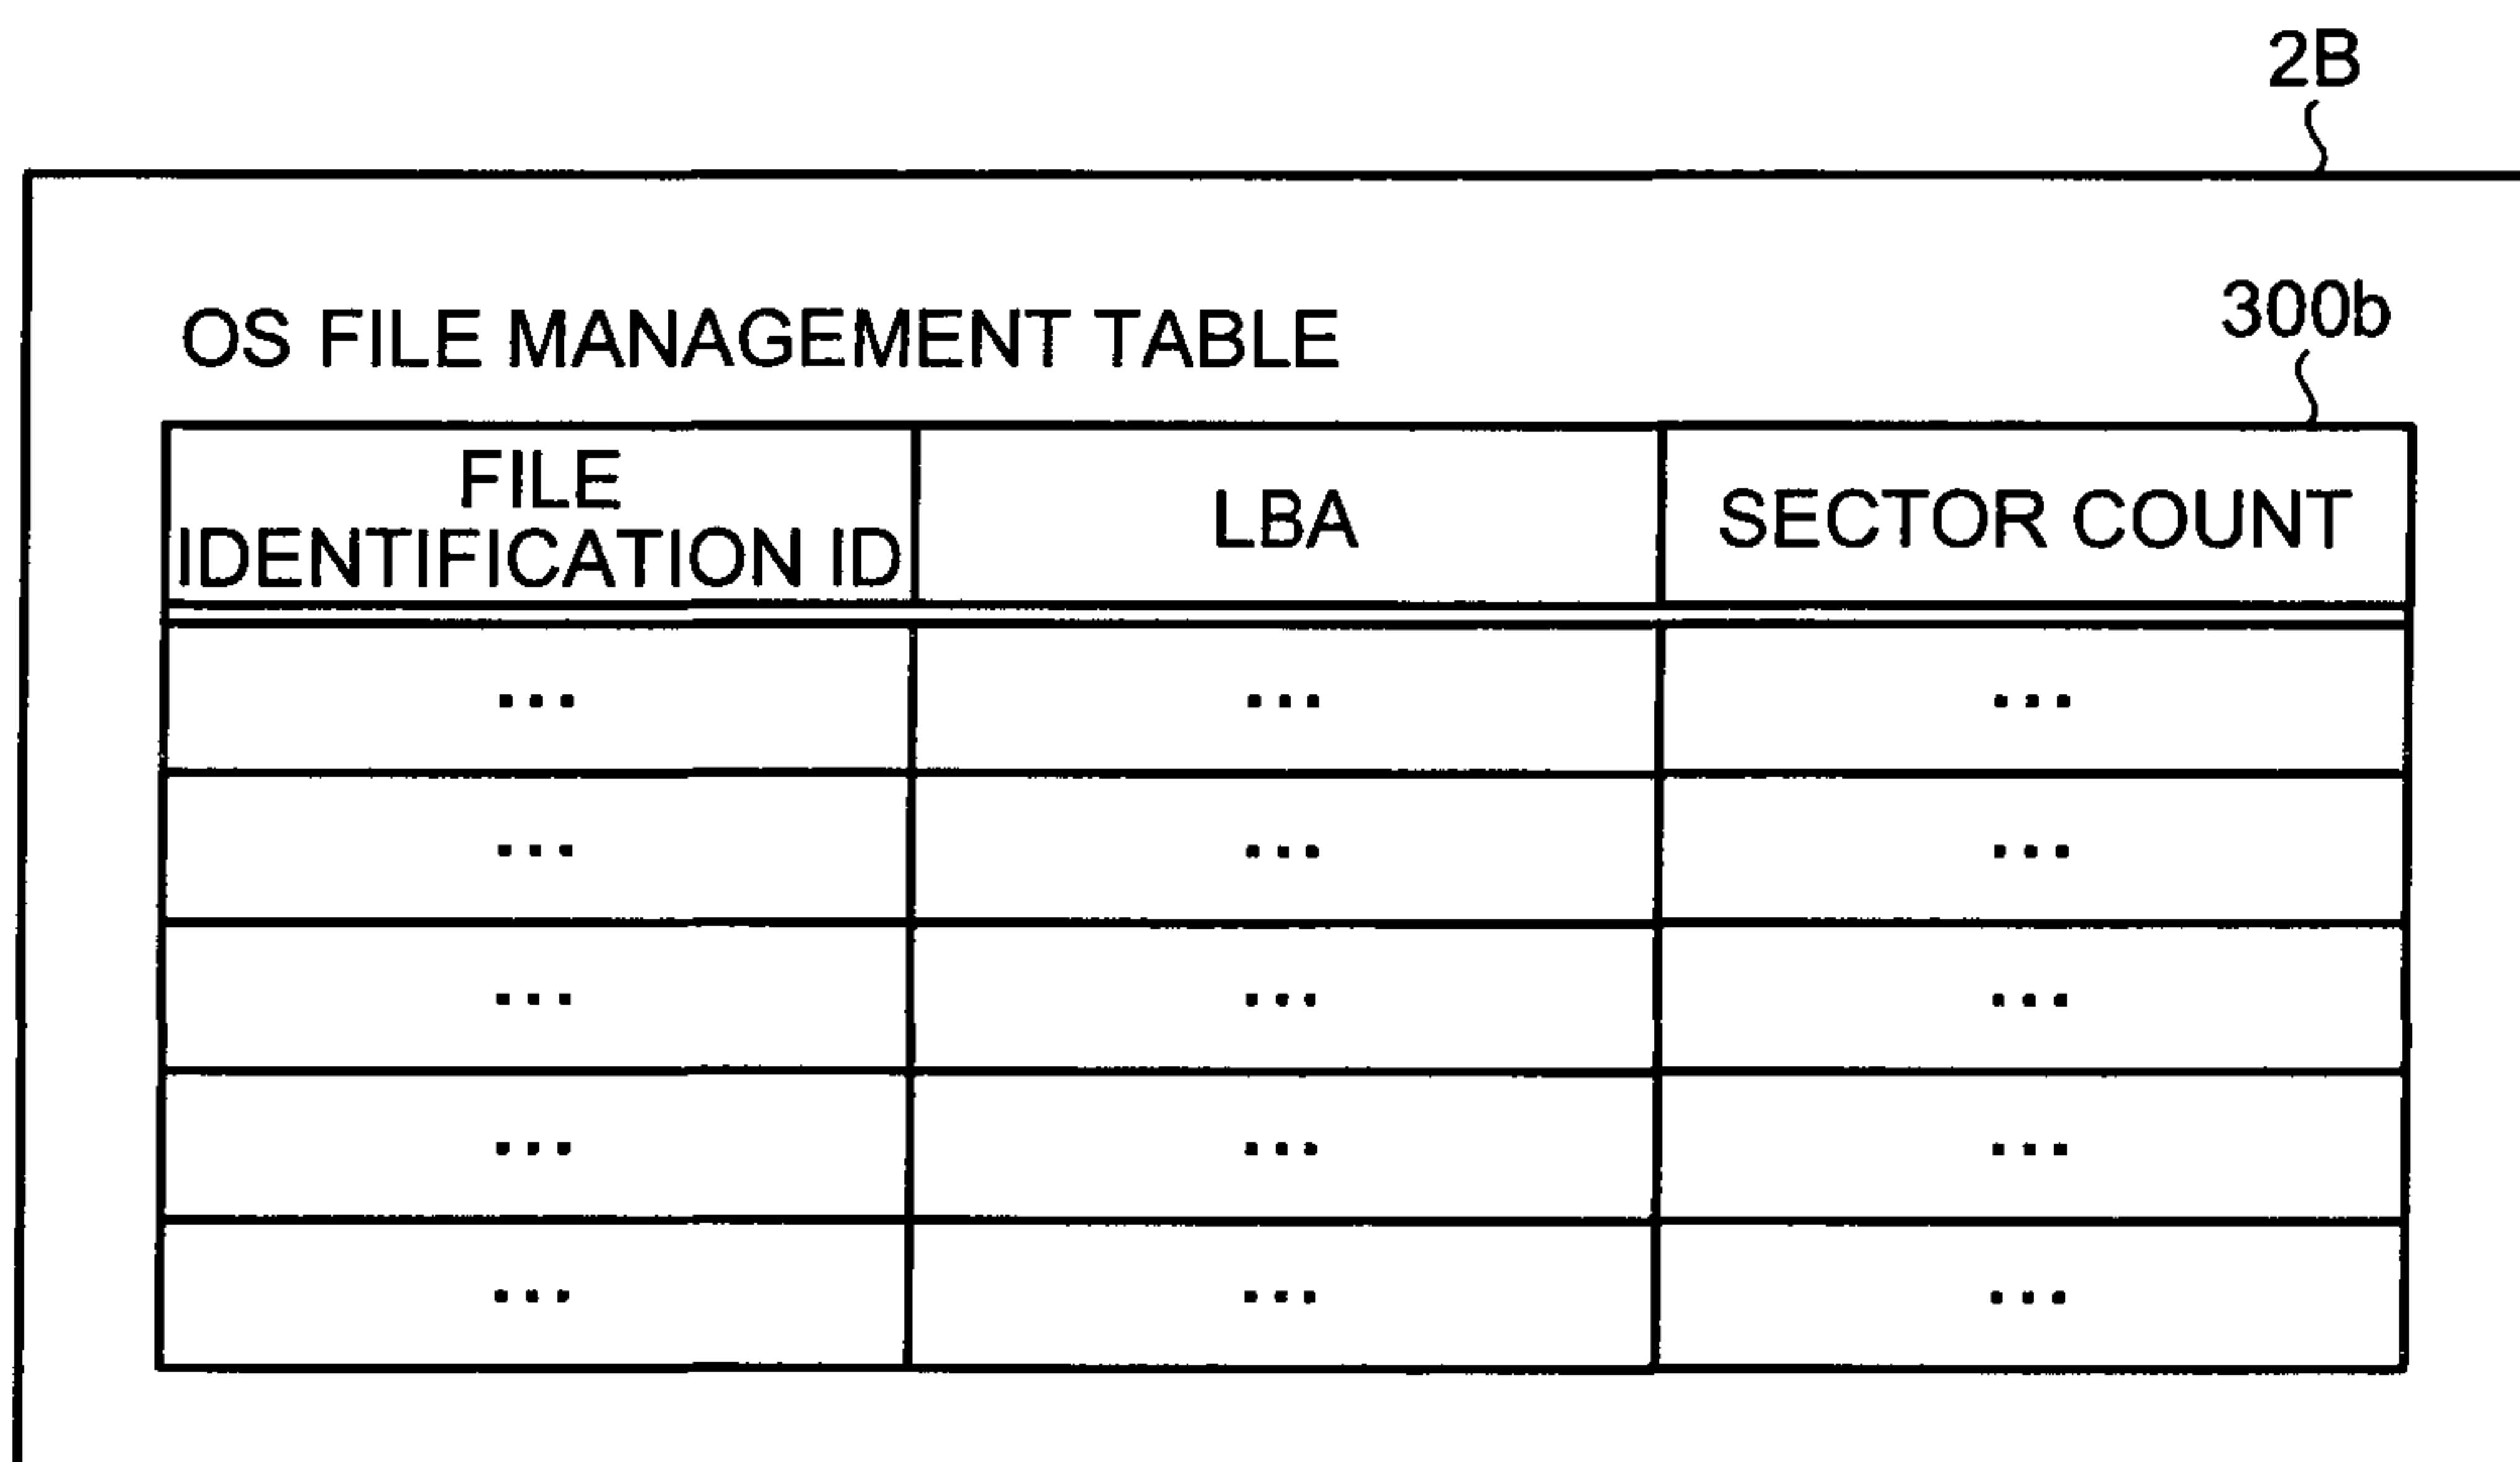 2B
OS FILE MANAGEMENT TABLE
300b
FILE
IDENTIFICATION ID
LBA
SECTOR COUNT
... ... ...
... ... ...
... ... ...
... ... ...
... ... ...